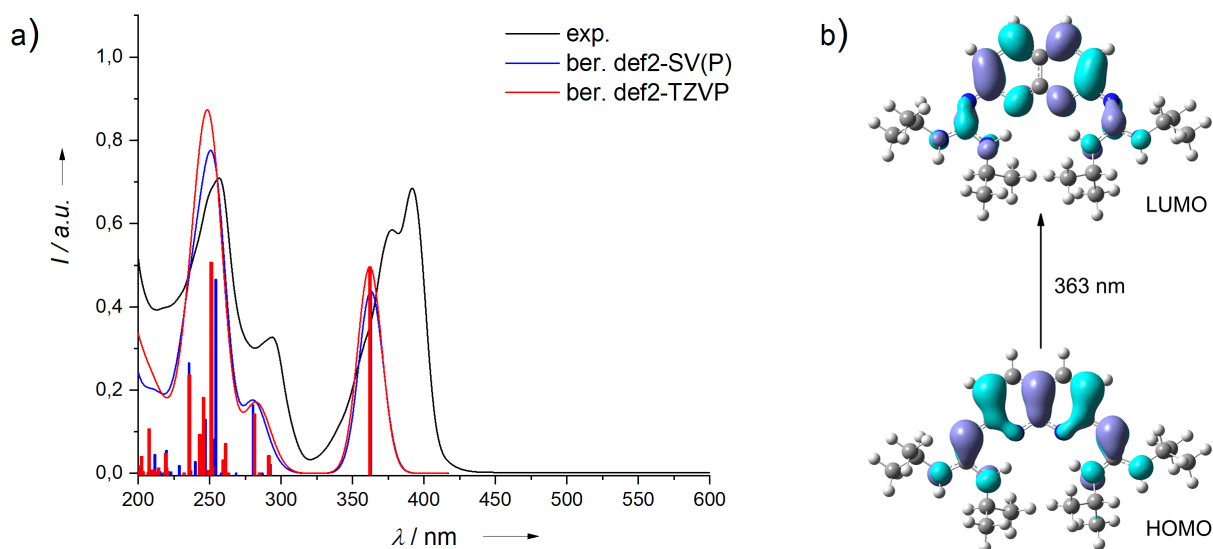 a)
I / a.u.
1,0
0,8
0,6
0,4
0,2
0,0
exp.
ber. def2-SV(P)
ber. def2-TZVP
200 250 300 350 400 450 500 550 600
λ / nm
b)
LUMO
363 nm
HOMO